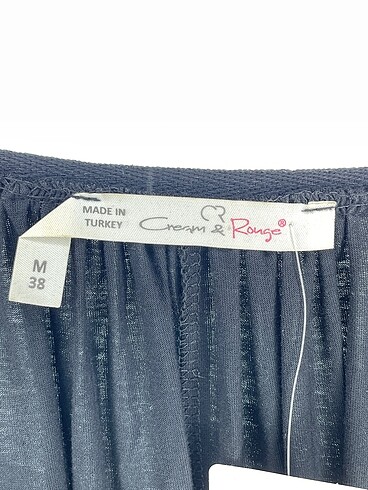 MADE IN
TURKEY
Cream & Rouge®
M
38